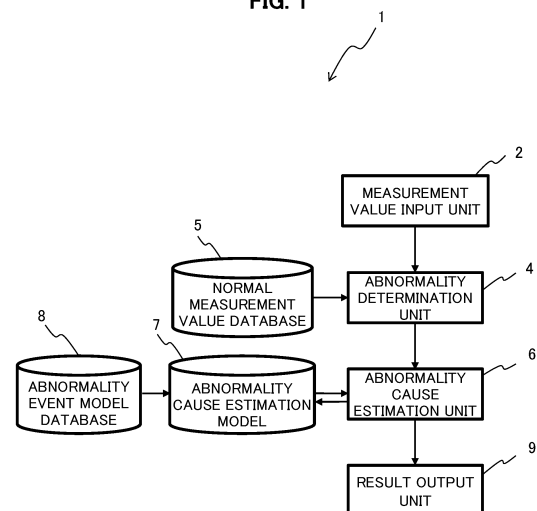 FIG. 1
1
2
MEASUREMENT
VALUE INPUT UNIT
5
NORMAL
MEASUREMENT
VALUE DATABASE
4
ABNORMALITY
DETERMINATION
UNIT
8
ABNORMALITY
EVENT MODEL
DATABASE
7
ABNORMALITY
CAUSE ESTIMATION
MODEL
6
ABNORMALITY
CAUSE
ESTIMATION UNIT
9
RESULT OUTPUT
UNIT